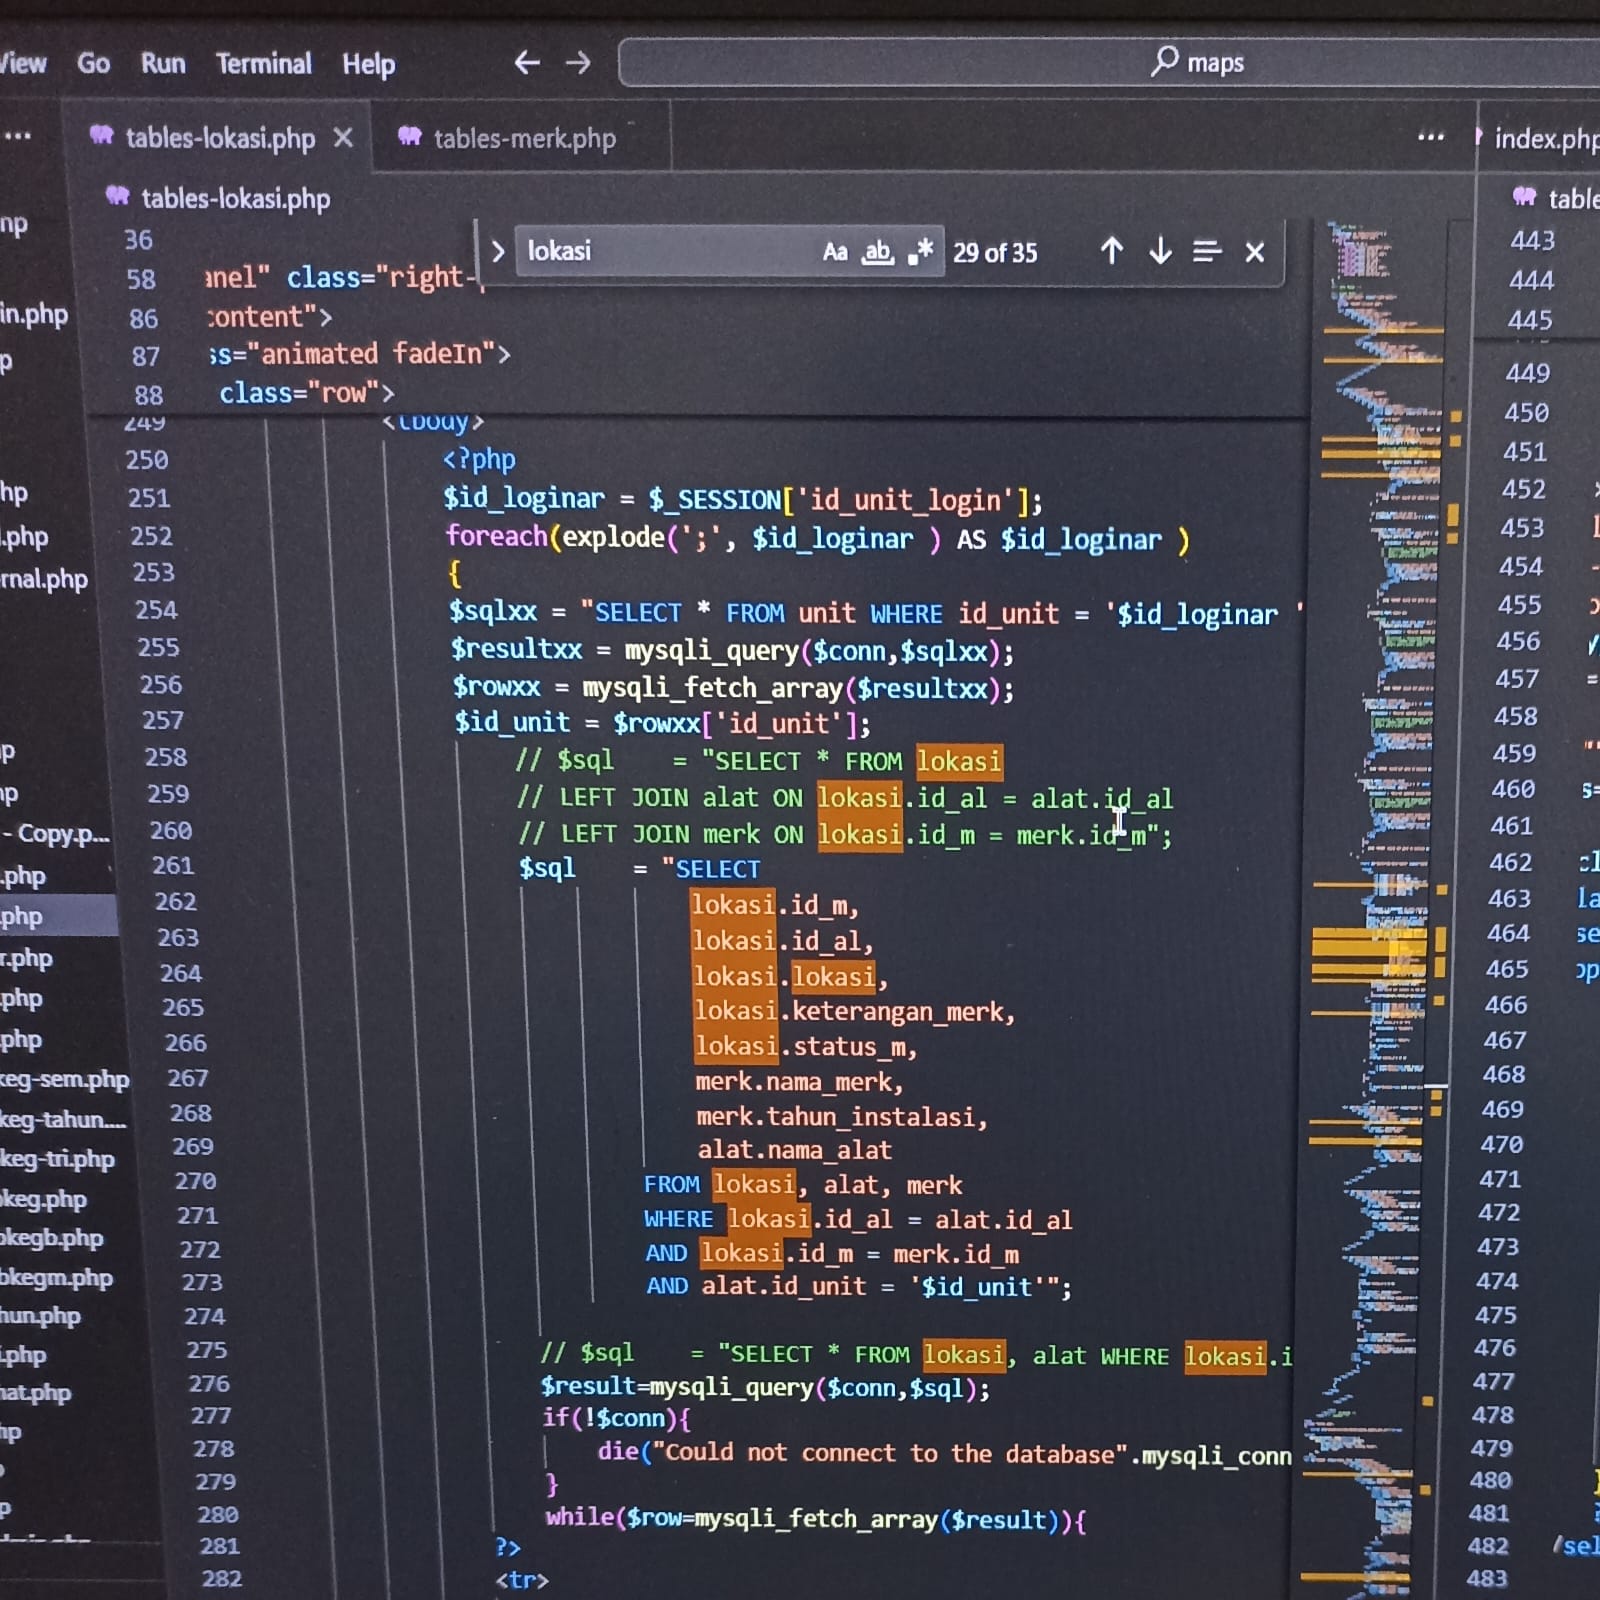 View Go Run Terminal Help maps
tables-lokasi.php tables-merk.php index.php
tables-lokasi.php
lokasi Aa ab 29 of 35
36
58 anel" class="right-
86 content">
87 ss="animated fadeIn">
88 class="row">
249 <tbody>
250 <?php
251 $id_loginar = $_SESSION['id_unit_login'];
252 foreach(explode(';', $id_loginar ) AS $id_loginar )
253 {
254 $sqlxx = "SELECT * FROM unit WHERE id_unit = '$id_loginar '
255 $resultxx = mysqli_query($conn,$sqlxx);
256 $rowxx = mysqli_fetch_array($resultxx);
257 $id_unit = $rowxx['id_unit'];
258 // $sql = "SELECT * FROM lokasi
259 // LEFT JOIN alat ON lokasi.id_al = alat.id_al
260 // LEFT JOIN merk ON lokasi.id_m = merk.id_m";
261 $sql = "SELECT
262 lokasi.id_m,
263 lokasi.id_al,
264 lokasi.lokasi,
265 lokasi.keterangan_merk,
266 lokasi.status_m,
267 merk.nama_merk,
268 merk.tahun_instalasi,
269 alat.nama_alat
270 FROM lokasi, alat, merk
271 WHERE lokasi.id_al = alat.id_al
272 AND lokasi.id_m = merk.id_m
273 AND alat.id_unit = '$id_unit'";
274
275 // $sql = "SELECT * FROM lokasi, alat WHERE lokasi.i
276 $result=mysqli_query($conn,$sql);
277 if(!$conn){
278 die("Could not connect to the database".mysqli_conn
279 }
280 while($row=mysqli_fetch_array($result)){
281 ?>
282 <tr>
in.php
.php
rnal.php
- Copy.p...
.php
.php
r.php
.php
.php
keg-sem.php
keg-tahun....
keg-tri.php
keg.php
okegb.php
bkegm.php
hun.php
i.php
hat.php
443
444
445
449
450
451
452
453
454
455
456
457
458
459
460
461
462
463
464
465
466
467
468
469
470
471
472
473
474
475
476
477
478
479
480
481
482 /sel
483